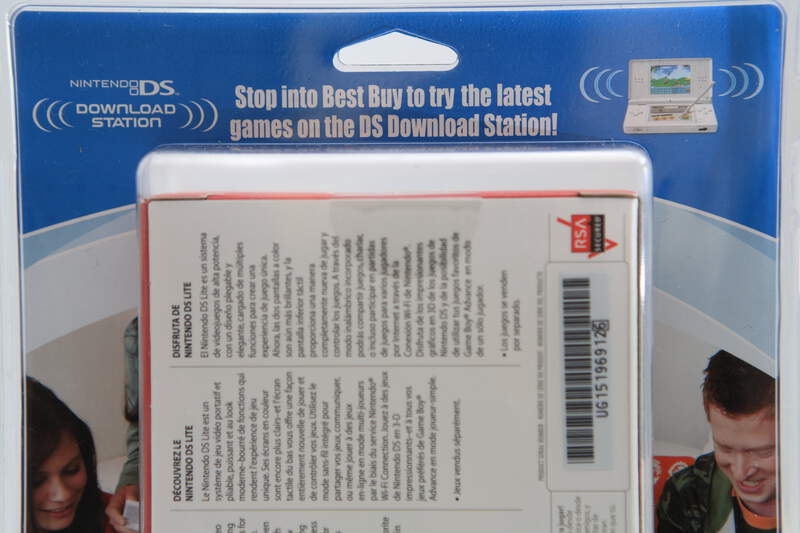 NINTENDO DS
DOWNLOAD
STATION
Stop into Best Buy to try the latest
games on the DS Download Station!
DISFRUTA DE
NINTENDO DS LITE
El Nintendo DS Lite es un sistema
de videojuegos de alta potencia,
con un diseño plegable y
elegante, cargado de múltiples
funciones para crear una
experiencia de juego única.
Ahora, las dos pantallas a color
son aún más brillantes, y la
pantalla inferior táctil
proporciona una manera
completamente nueva de jugar y
controlar los juegos. A través del
modo inalámbrico incorporado
podrás compartir juegos, charlar,
o incluso participar en partidas
de juegos para varios jugadores
por Internet a través de la
Conexión Wi-Fi de Nintendo®.
Disfruta los impresionantes
gráficos en 3D de los juegos de
Nintendo DS y de la posibilidad
de utilizar tus juegos favoritos de
Game Boy® Advance en modo
de un sólo jugador.
• Los juegos se venden
por separado.
DÉCOUVREZ LE
NINTENDO DS LITE
Le Nintendo DS Lite est un
système de jeu vidéo portatif et
pliable, puissant et au look
moderne-bourré de fonctions qui
rendent l'expérience de jeu
unique. Ses écrans en couleur
sont encore plus clairs-et l'écran
tactile du bas vous offre une façon
entièrement nouvelle de jouer et
de contrôler vos jeux. Utilisez le
mode sans-fil intégré pour
partager vos jeux, communiquer,
ou même jouer à des jeux
en-ligne en mode multi-joueurs
par le biais du service Nintendo®
Wi-Fi Connection. Jouez à des jeux
de Nintendo DS en 3-D
impressionnants-et à tous vos
jeux préférés de Game Boy®
Advance en mode joueur-simple.
• Jeux vendus séparément.
RSA
SECURED
UG151969126